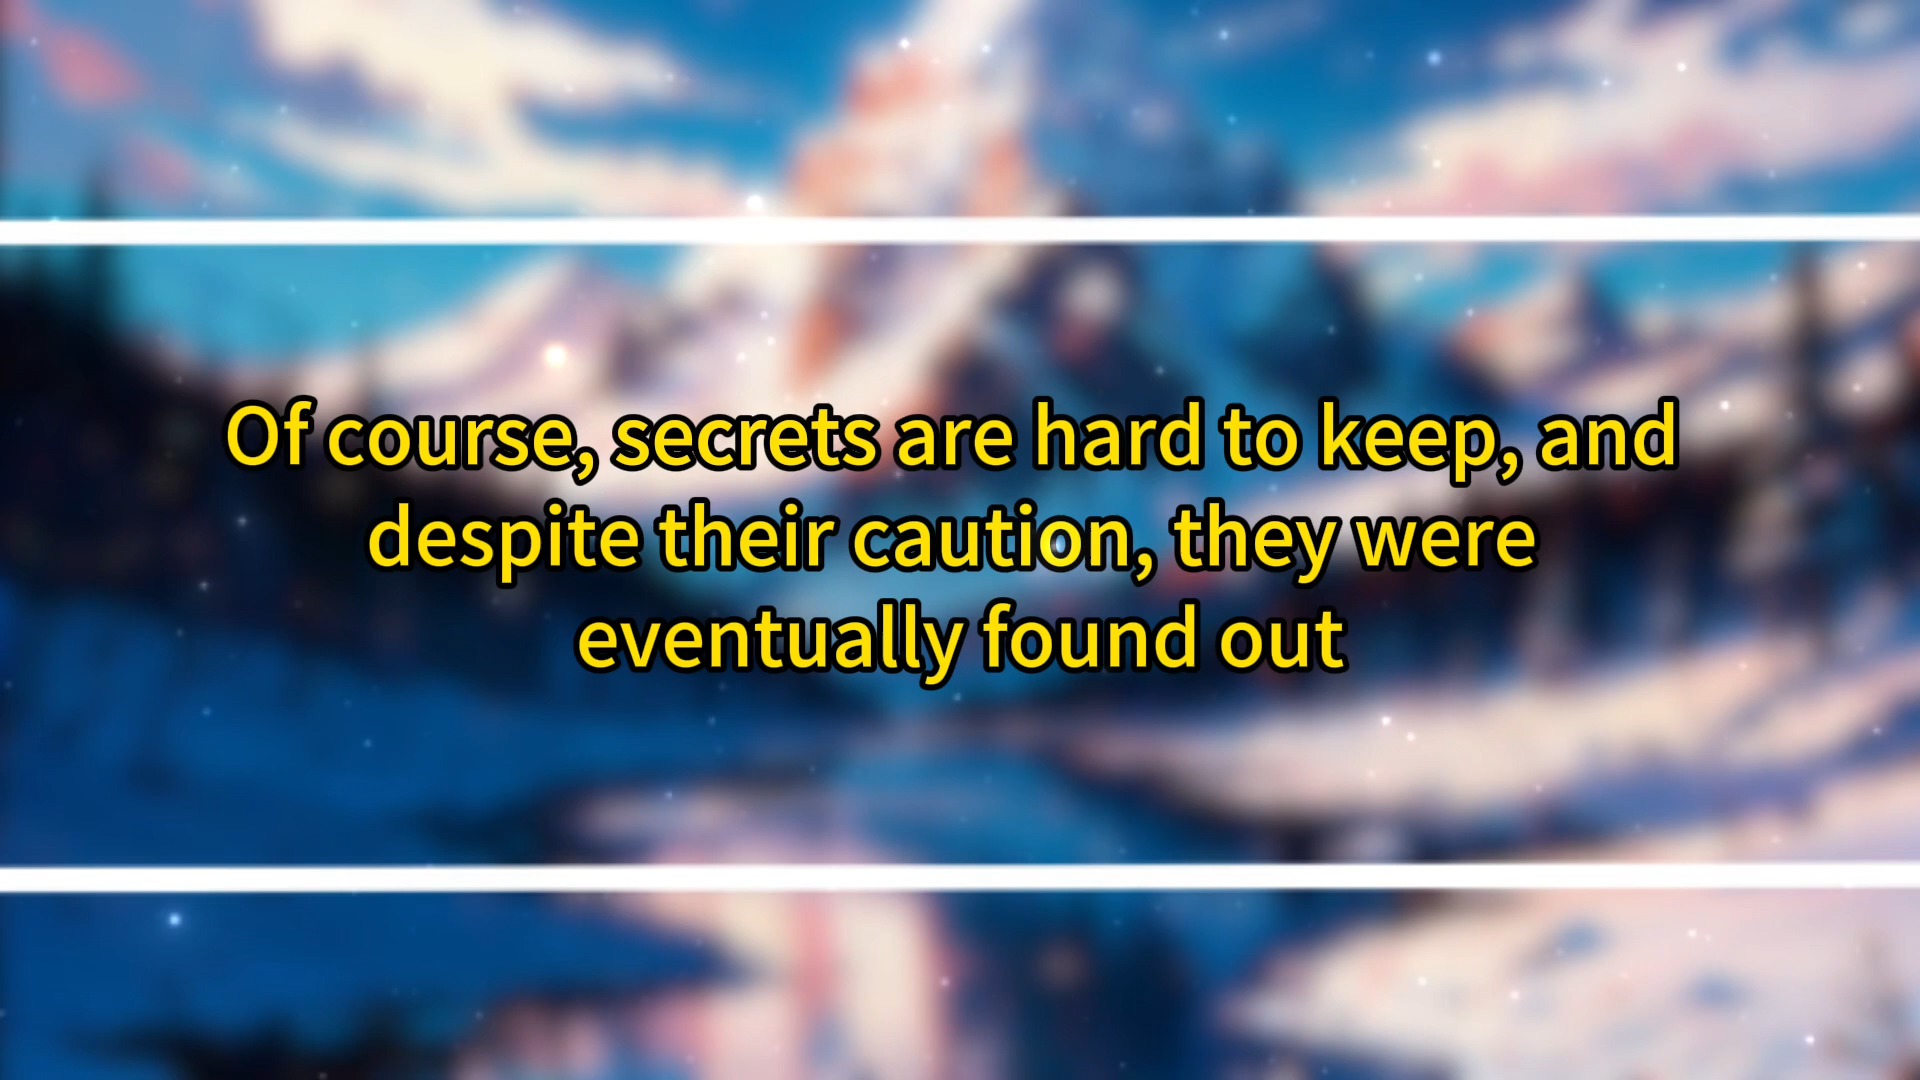 Of course, secrets are hard to keep, and
despite their caution, they were
eventually found out